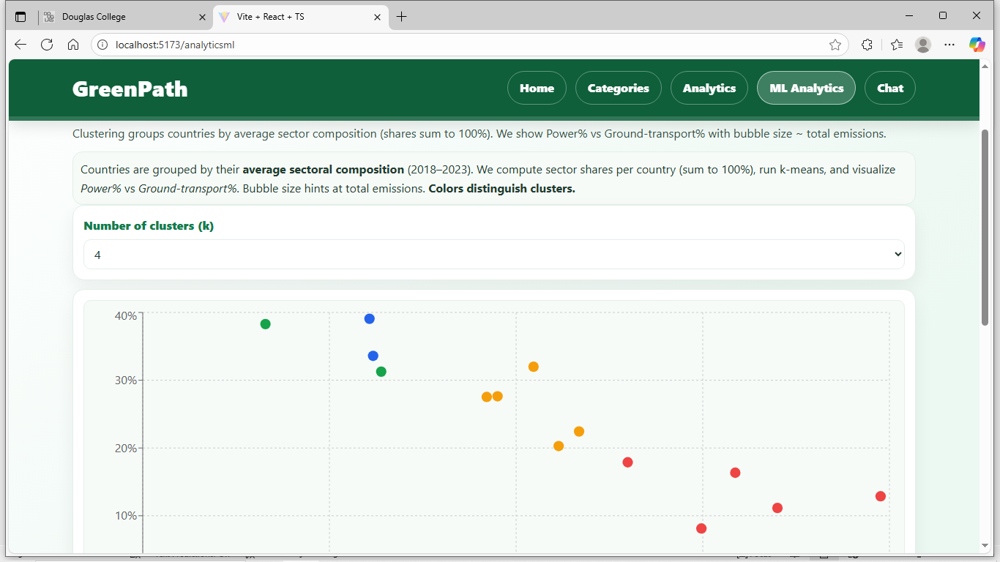 Douglas College
Vite + React + TS
localhost:5173/analyticsml
GreenPath
Home
Categories
Analytics
ML Analytics
Chat
Clustering groups countries by average sector composition (shares sum to 100%). We show Power% vs Ground-transport% with bubble size ~ total emissions.
Countries are grouped by their average sectoral composition (2018–2023). We compute sector shares per country (sum to 100%), run k-means, and visualize
Power% vs Ground-transport%. Bubble size hints at total emissions. Colors distinguish clusters.
Number of clusters (k)
4
40%
30%
20%
10%